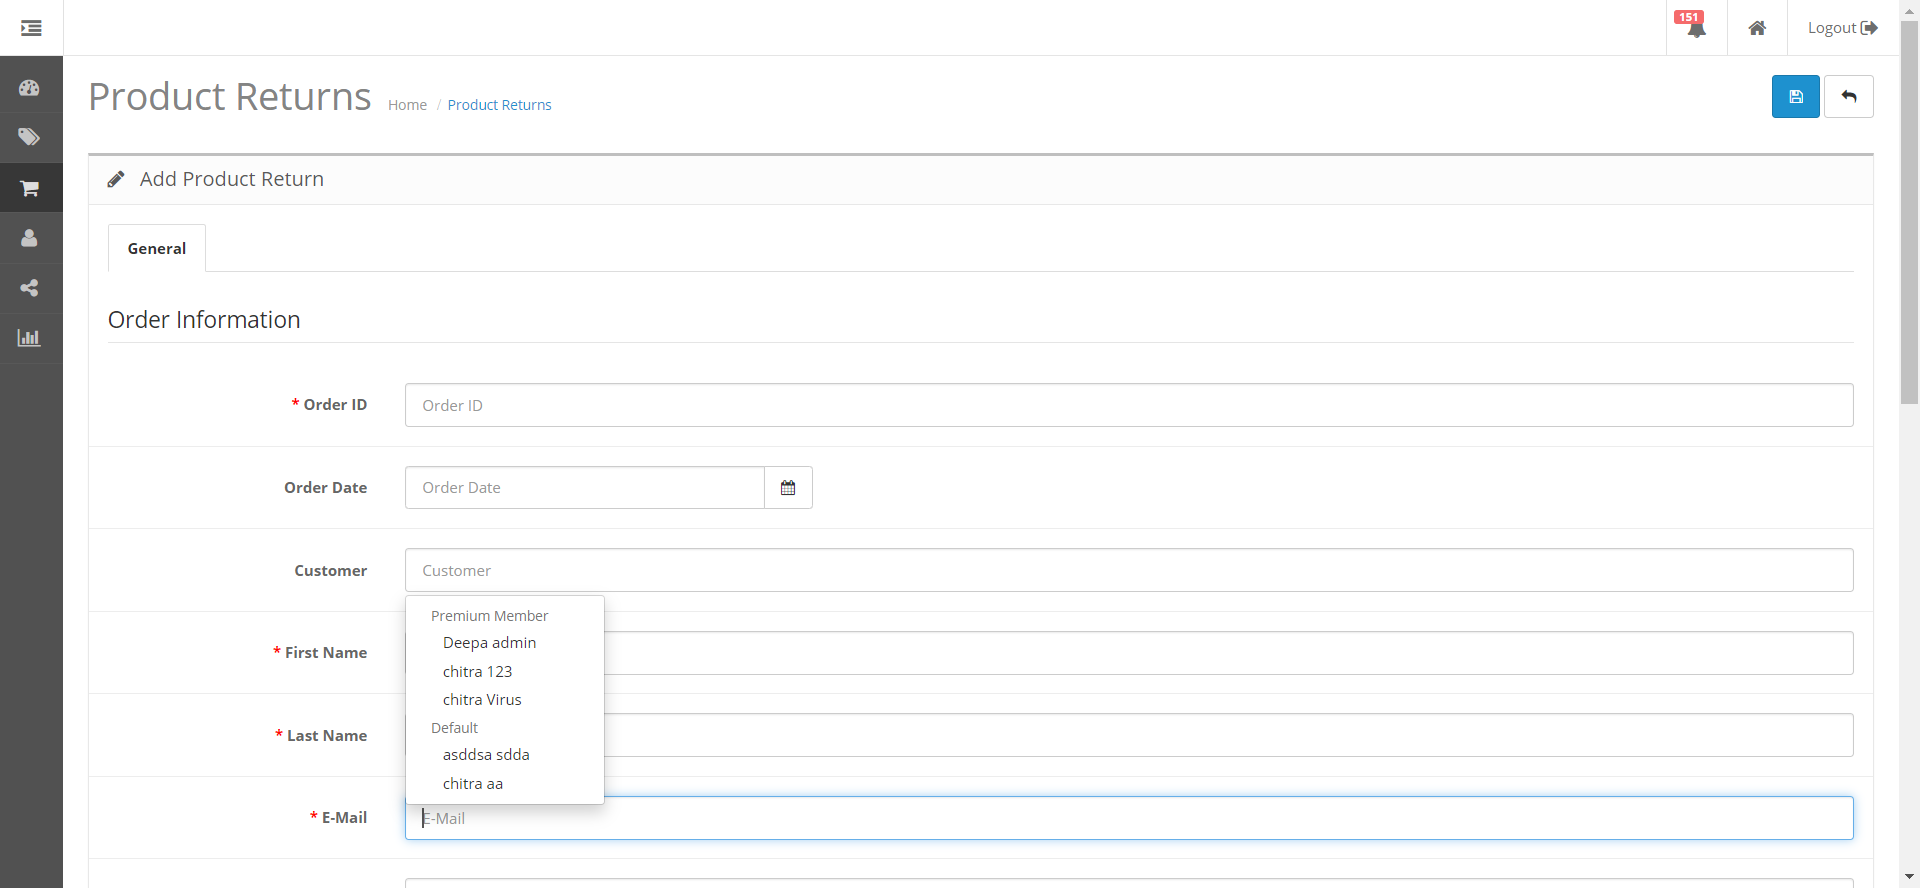 151
Logout
Product Returns
Home / Product Returns
Add Product Return
General
Order Information
* Order ID
Order ID
Order Date
Order Date
Customer
Customer
Premium Member
Deepa admin
chitra 123
chitra Virus
Default
asddsa sdda
chitra aa
* First Name
* Last Name
* E-Mail
E-Mail